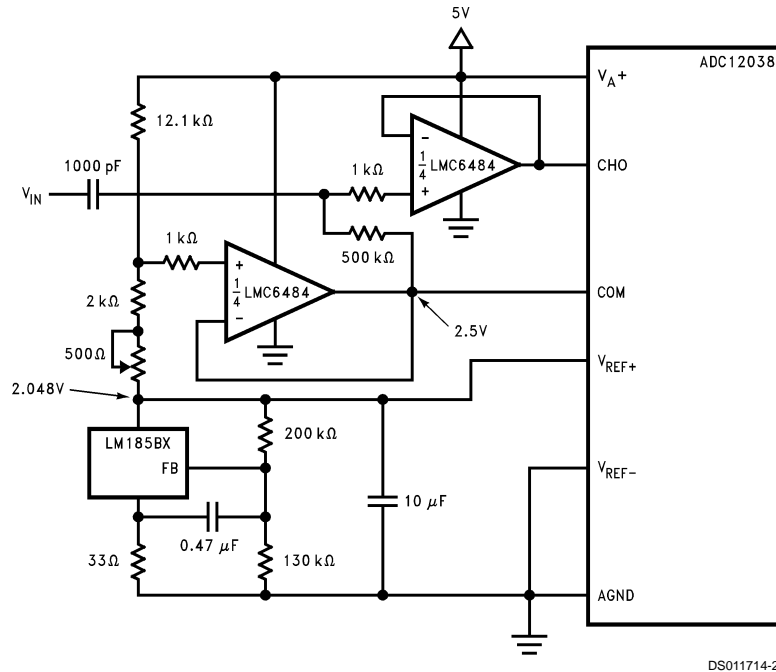 5V
ADC12038
V_A+
12.1 kΩ
1000 pF
1 kΩ
1/4 LMC6484
-
+
CH0
V_IN
1 kΩ
500 kΩ
+
1/4 LMC6484
-
COM
2 kΩ
2.5V
500Ω
V_REF+
2.048V
LM185BX
FB
200 kΩ
V_REF-
10 μF
0.47 μF
33Ω
130 kΩ
AGND
DS011714-2